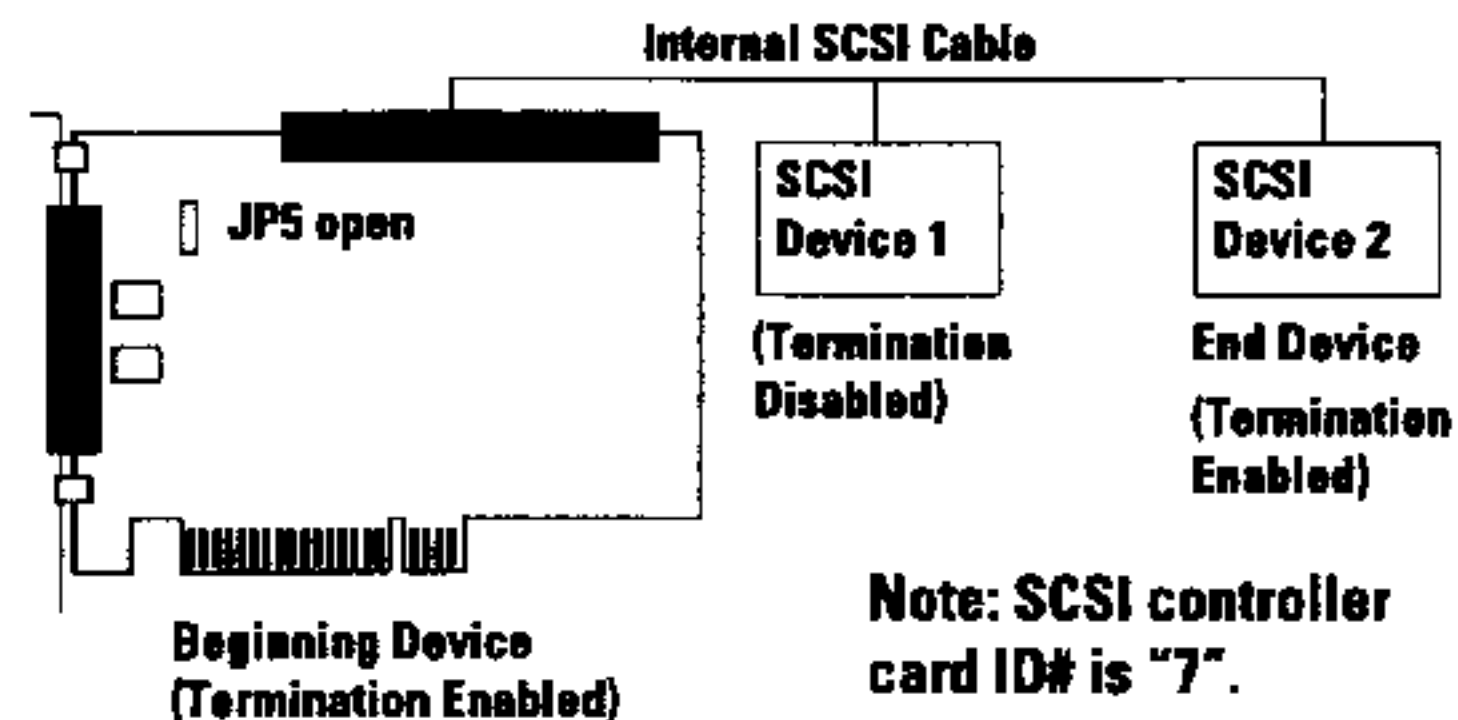 Internal SCSI Cable
JP5 open
SCSI
Device 1
(Termination
Disabled)
SCSI
Device 2
End Device
(Termination
Enabled)
Beginning Device
(Termination Enabled)
Note: SCSI controller
card ID# is "7".